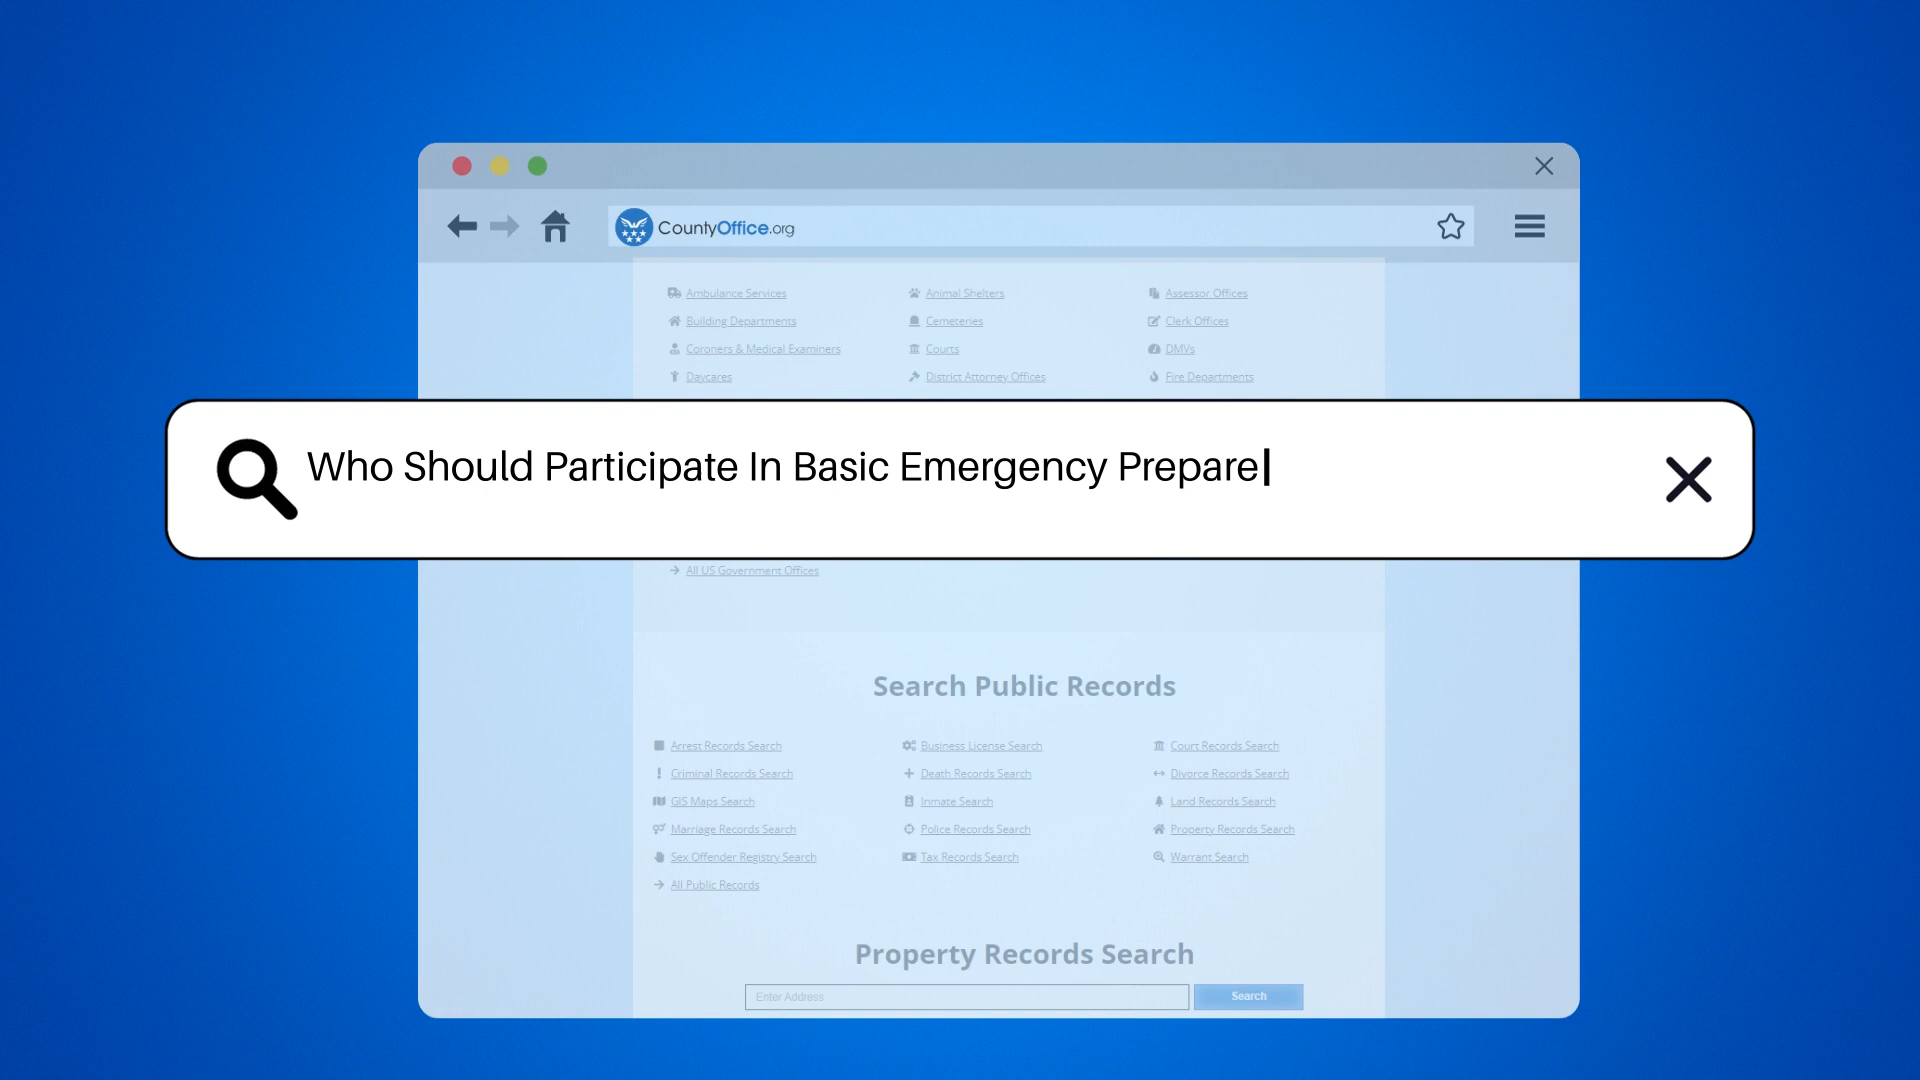 CountyOffice.org
Ambulance Services Animal Shelters Assessor Offices
Building Departments Cemeteries Clerk Offices
Coroners & Medical Examiners Courts DMVs
Daycares District Attorney Offices Fire Departments
Who Should Participate In Basic Emergency Prepare
All US Government Offices
Search Public Records
Arrest Records Search Business License Search Court Records Search
Criminal Records Search Death Records Search Divorce Records Search
GIS Maps Search Inmate Search Land Records Search
Marriage Records Search Police Records Search Property Records Search
Sex Offender Registry Search Tax Records Search Warrant Search
All Public Records
Property Records Search
Enter Address Search